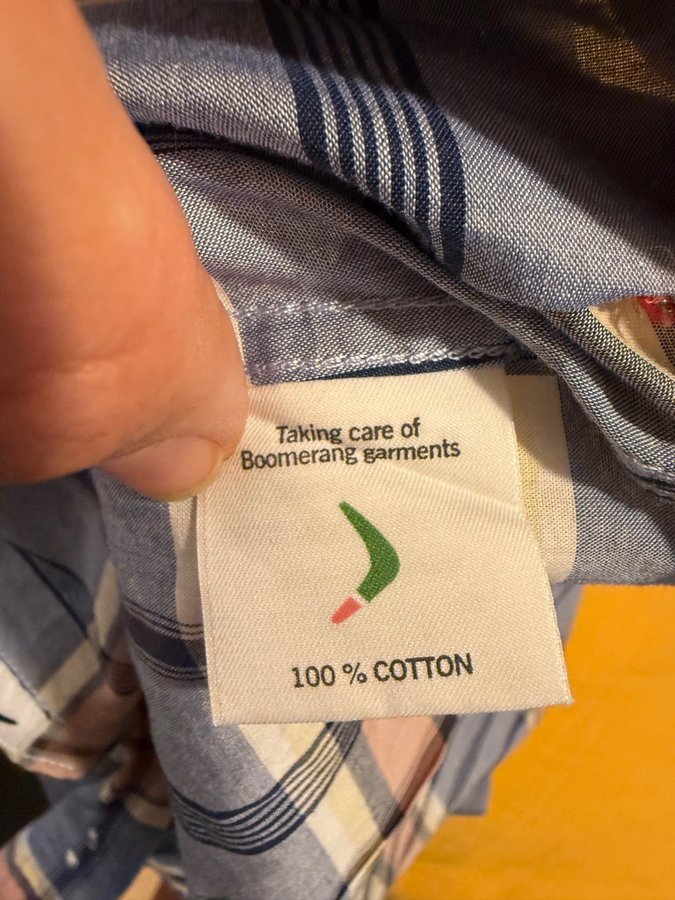 Taking care of
Boomerang garments
100 % COTTON